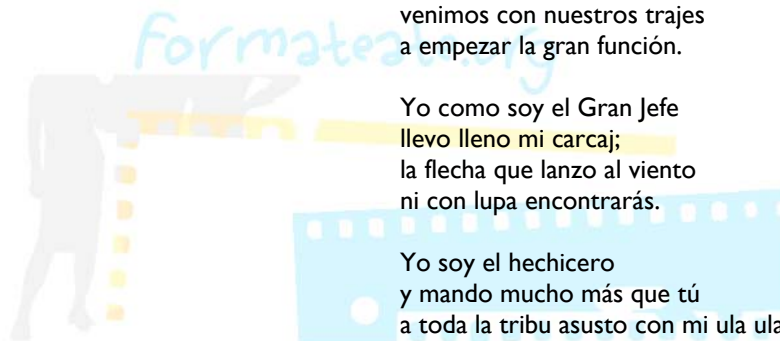 formateate.org
venimos con nuestros trajes
a empezar la gran función.
Yo como soy el Gran Jefe
llevo lleno mi carcaj;
la flecha que lanzo al viento
ni con lupa encontrarás.
Yo soy el hechicero
y mando mucho más que tú
a toda la tribu asusto con mi ula ula